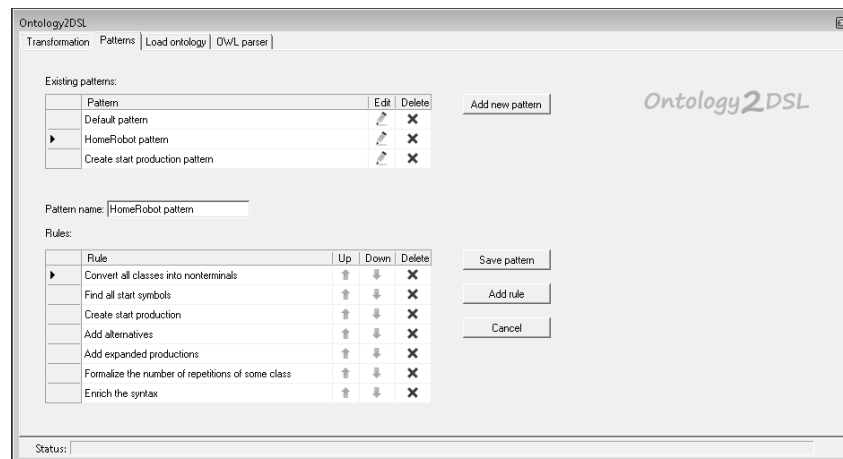 Ontology2DSL
Transformation Patterns Load ontology OWL parser
Existing patterns:
Pattern Edit Delete
Default pattern
HomeRobot pattern
Create start production pattern
Add new pattern
Ontology2DSL
Pattern name: HomeRobot pattern
Rules:
Rule Up Down Delete
Convert all classes into nonterminals
Find all start symbols
Create start production
Add alternatives
Add expanded productions
Formalize the number of repetitions of some class
Enrich the syntax
Save pattern
Add rule
Cancel
Status: